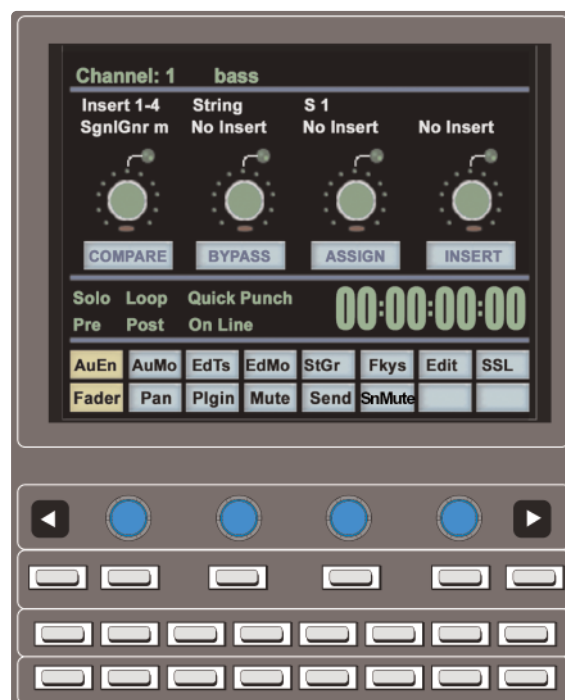 Channel: 1 bass
Insert 1-4 String S 1
SgnlGnr m No Insert No Insert No Insert
COMPARE BYPASS ASSIGN INSERT
Solo Loop Quick Punch 00:00:00:00
Pre Post On Line
AuEn AuMo EdTs EdMo StGr Fkys Edit SSL
Fader Pan Plgin Mute Send SnMute